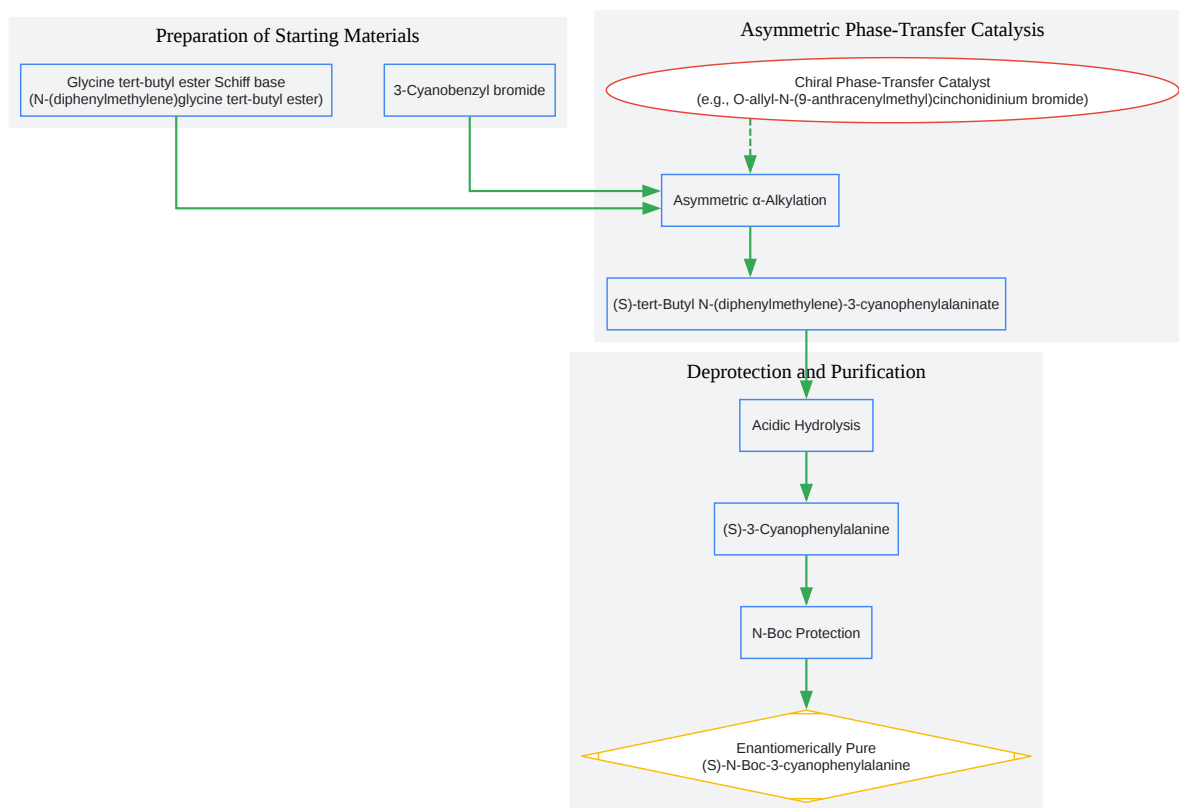 Preparation of Starting Materials
Glycine tert-butyl ester Schiff base
(N-(diphenylmethylene)glycine tert-butyl ester)
3-Cyanobenzyl bromide
Asymmetric Phase-Transfer Catalysis
Chiral Phase-Transfer Catalyst
(e.g., O-allyl-N-(9-anthracenylmethyl)cinchonidinium bromide)
Asymmetric α-Alkylation
(S)-tert-Butyl N-(diphenylmethylene)-3-cyanophenylalaninate
Deprotection and Purification
Acidic Hydrolysis
(S)-3-Cyanophenylalanine
N-Boc Protection
Enantiomerically Pure
(S)-N-Boc-3-cyanophenylalanine